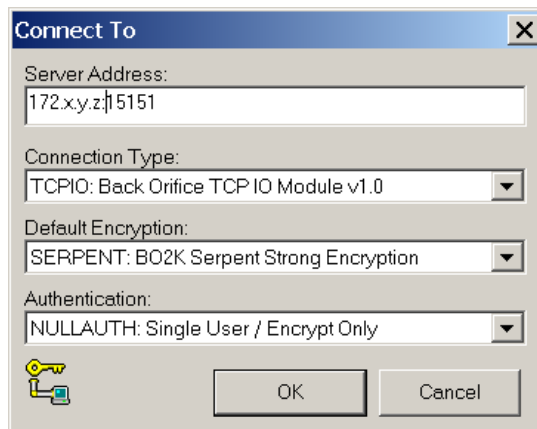 Connect To
Server Address:
172.x.y.z:15151
Connection Type:
TCPIO: Back Orifice TCP IO Module v1.0
Default Encryption:
SERPENT: BO2K Serpent Strong Encryption
Authentication:
NULLAUTH: Single User / Encrypt Only
OK
Cancel